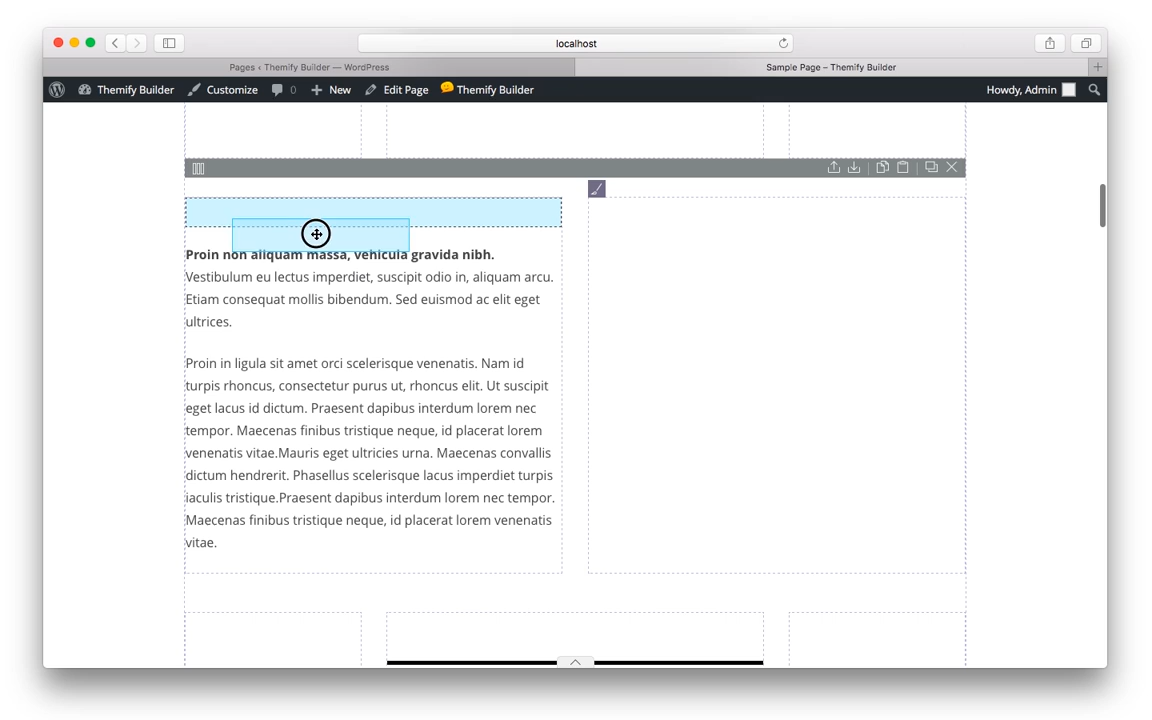 localhost
Pages ‹ Themify Builder — WordPress
Sample Page – Themify Builder
Themify Builder Customize 0 New Edit Page Themify Builder Howdy, Admin
Proin non aliquam massa, vehicula gravida nibh.
Vestibulum eu lectus imperdiet, suscipit odio in, aliquam arcu.
Etiam consequat mollis bibendum. Sed euismod ac elit eget
ultrices.
Proin in ligula sit amet orci scelerisque venenatis. Nam id
turpis rhoncus, consectetur purus ut, rhoncus elit. Ut suscipit
eget lacus id dictum. Praesent dapibus interdum lorem nec
tempor. Maecenas finibus tristique neque, id placerat lorem
venenatis vitae.Mauris eget ultricies urna. Maecenas convallis
dictum hendrerit. Phasellus scelerisque lacus imperdiet turpis
iaculis tristique.Praesent dapibus interdum lorem nec tempor.
Maecenas finibus tristique neque, id placerat lorem venenatis
vitae.